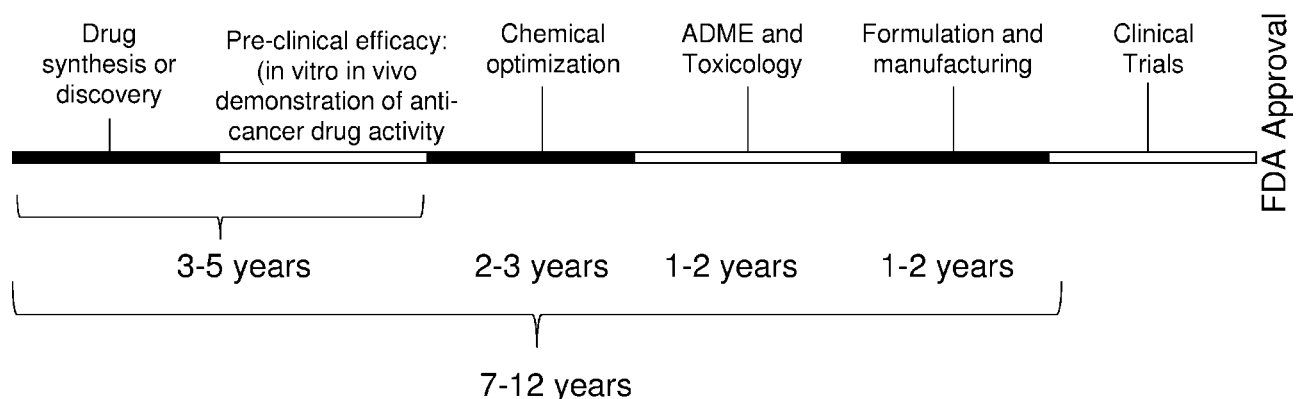 Drug
synthesis or
discovery
Pre-clinical efficacy:
(in vitro in vivo
demonstration of anti-
cancer drug activity
Chemical
optimization
ADME and
Toxicology
Formulation and
manufacturing
Clinical
Trials
FDA Approval
3-5 years
2-3 years
1-2 years
1-2 years
7-12 years